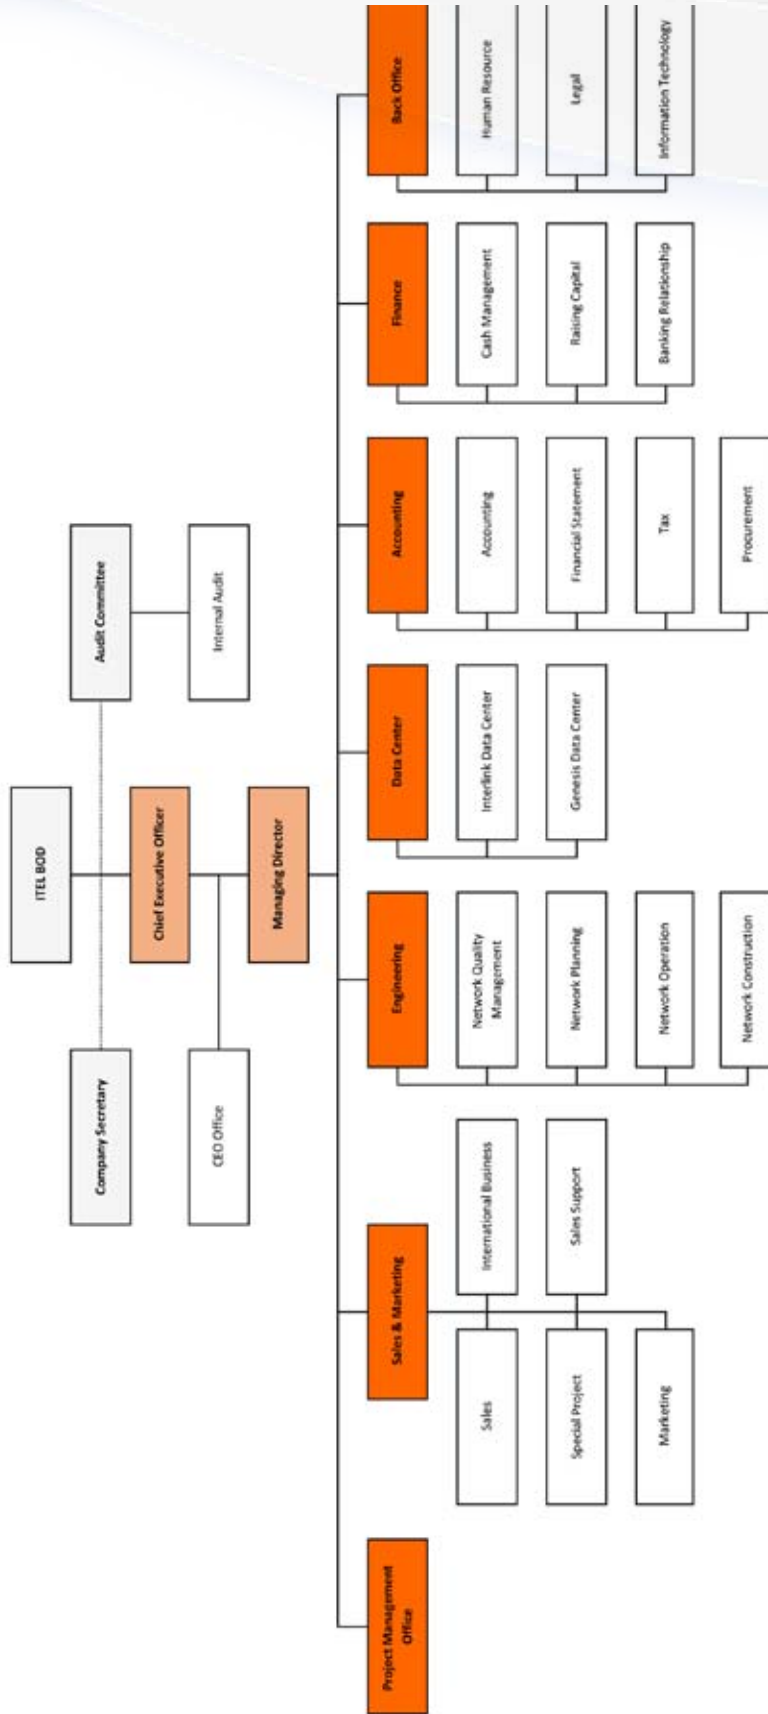 ITEL BOD
Company Secretary
Audit Committee
Chief Executive Officer
CEO Office
Internal Audit
Managing Director
Project Management
Office
Sales & Marketing
Sales
International Business
Special Project
Sales Support
Marketing
Engineering
Network Quality
Management
Network Planning
Network Operation
Network Construction
Data Center
Interlink Data Center
Genesis Data Center
Accounting
Accounting
Financial Statement
Tax
Procurement
Finance
Cash Management
Raising Capital
Banking Relationship
Back Office
Human Resource
Legal
Information Technology